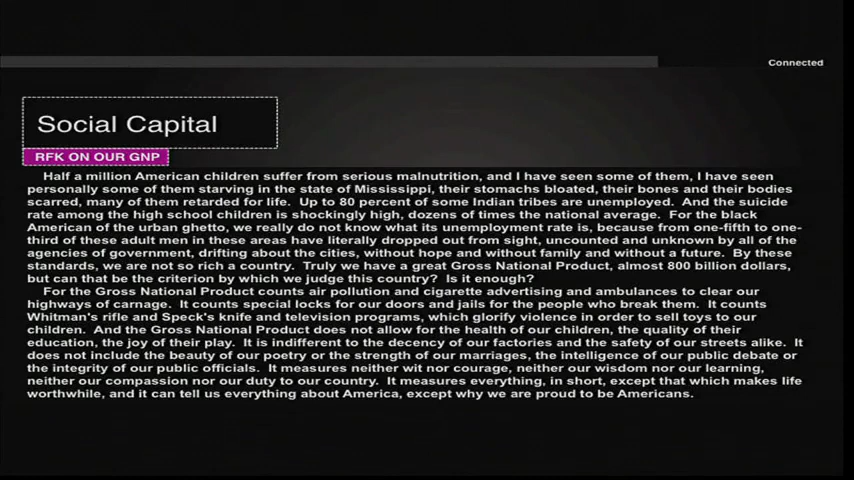 Connected
Social Capital
RFK ON OUR GNP
Half a million American children suffer from serious malnutrition, and I have seen some of them, I have seen
personally some of them starving in the state of Mississippi, their stomachs bloated, their bones and their bodies
scarred, many of them retarded for life. Up to 80 percent of some Indian tribes are unemployed. And the suicide
rate among the high school children is shockingly high, dozens of times the national average. For the black
American of the urban ghetto, we really do not know what its unemployment rate is, because from one-fifth to one-
third of these adult men in these areas have literally dropped out from sight, uncounted and unknown by all of the
agencies of government, drifting about the cities, without hope and without family and without a future. By these
standards, we are not so rich a country. Truly we have a great Gross National Product, almost 800 billion dollars,
but can that be the criterion by which we judge this country? Is it enough?
For the Gross National Product counts air pollution and cigarette advertising and ambulances to clear our
highways of carnage. It counts special locks for our doors and jails for the people who break them. It counts
Whitman's rifle and Speck's knife and television programs, which glorify violence in order to sell toys to our
children. And the Gross National Product does not allow for the health of our children, the quality of their
education, the joy of their play. It is indifferent to the decency of our factories and the safety of our streets alike. It
does not include the beauty of our poetry or the strength of our marriages, the intelligence of our public debate or
the integrity of our public officials. It measures neither wit nor courage, neither our wisdom nor our learning,
neither our compassion nor our duty to our country. It measures everything, in short, except that which makes life
worthwhile, and it can tell us everything about America, except why we are proud to be Americans.